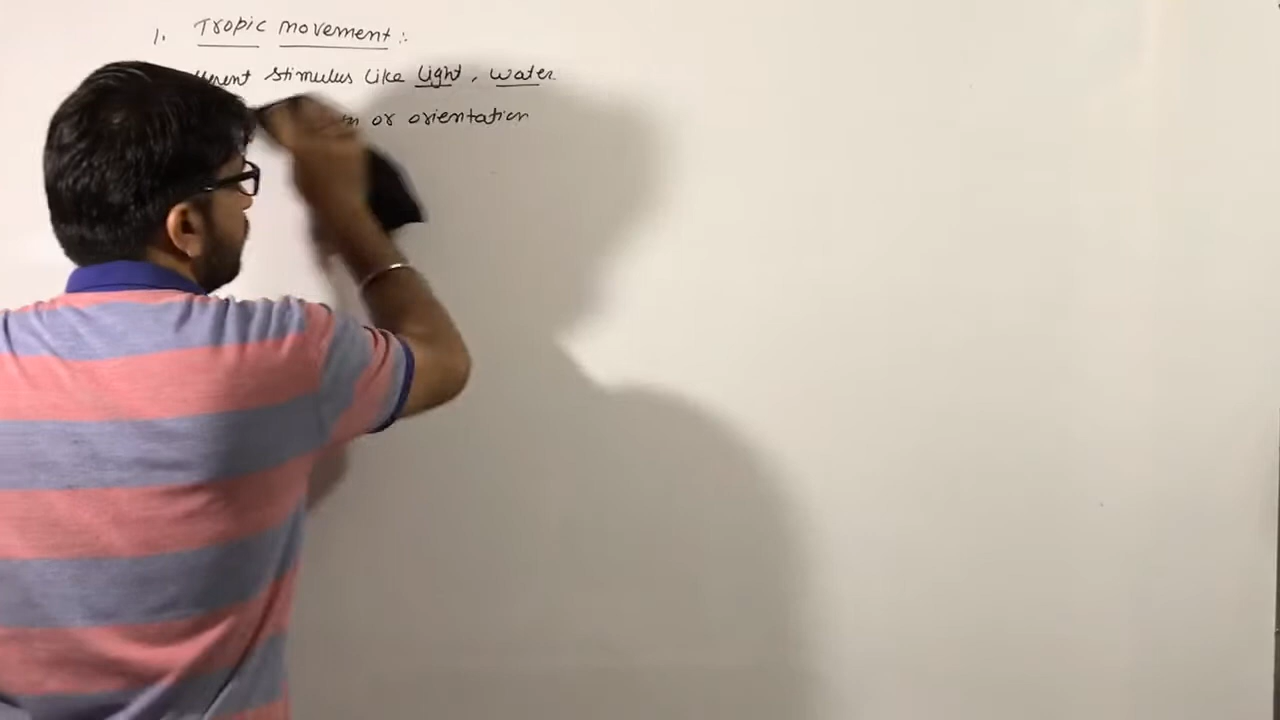 1. Tropic movement :
stimulus like light, water
or orientation